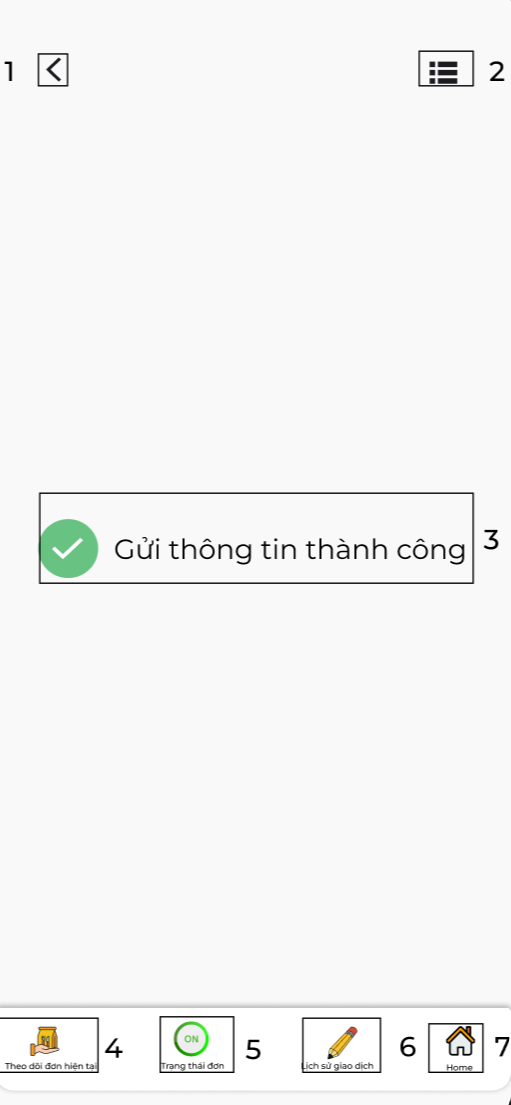 1
2
Gửi thông tin thành công
3
ON
Theo dõi đơn hiện tại
4
Trạng thái đơn
5
Lịch sử giao dịch
6
Home
7